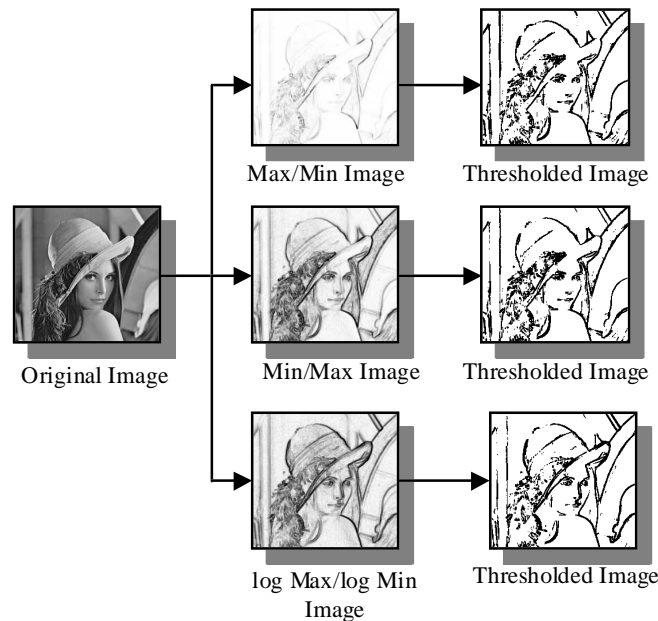 Max/Min Image
Thresholded Image
Original Image
Min/Max Image
Thresholded Image
log Max/log Min
Image
Thresholded Image